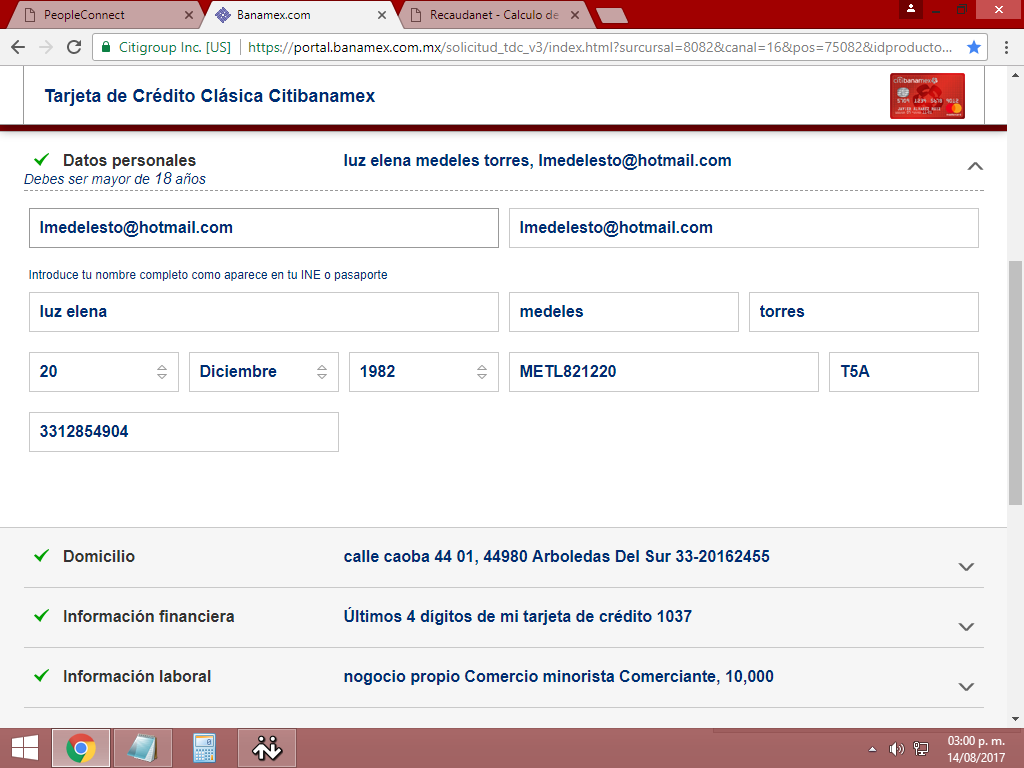 PeopleConnect
Banamex.com
Recaudanet - Calculo de
Citigroup Inc. [US]
https://portal.banamex.com.mx/solicitud_tdc_v3/index.html?surcursal=8082&canal=16&pos=75082&idproducto...
Tarjeta de Crédito Clásica Citibanamex
citibanamex
Datos personales
luz elena medeles torres, lmedelesto@hotmail.com
Debes ser mayor de 18 años
lmedelesto@hotmail.com
lmedelesto@hotmail.com
Introduce tu nombre completo como aparece en tu INE o pasaporte
luz elena
medeles
torres
20
Diciembre
1982
METL821220
T5A
3312854904
Domicilio
calle caoba 44 01, 44980 Arboledas Del Sur 33-20162455
Información financiera
Últimos 4 dígitos de mi tarjeta de crédito 1037
Información laboral
nogocio propio Comercio minorista Comerciante, 10,000
03:00 p. m.
14/08/2017